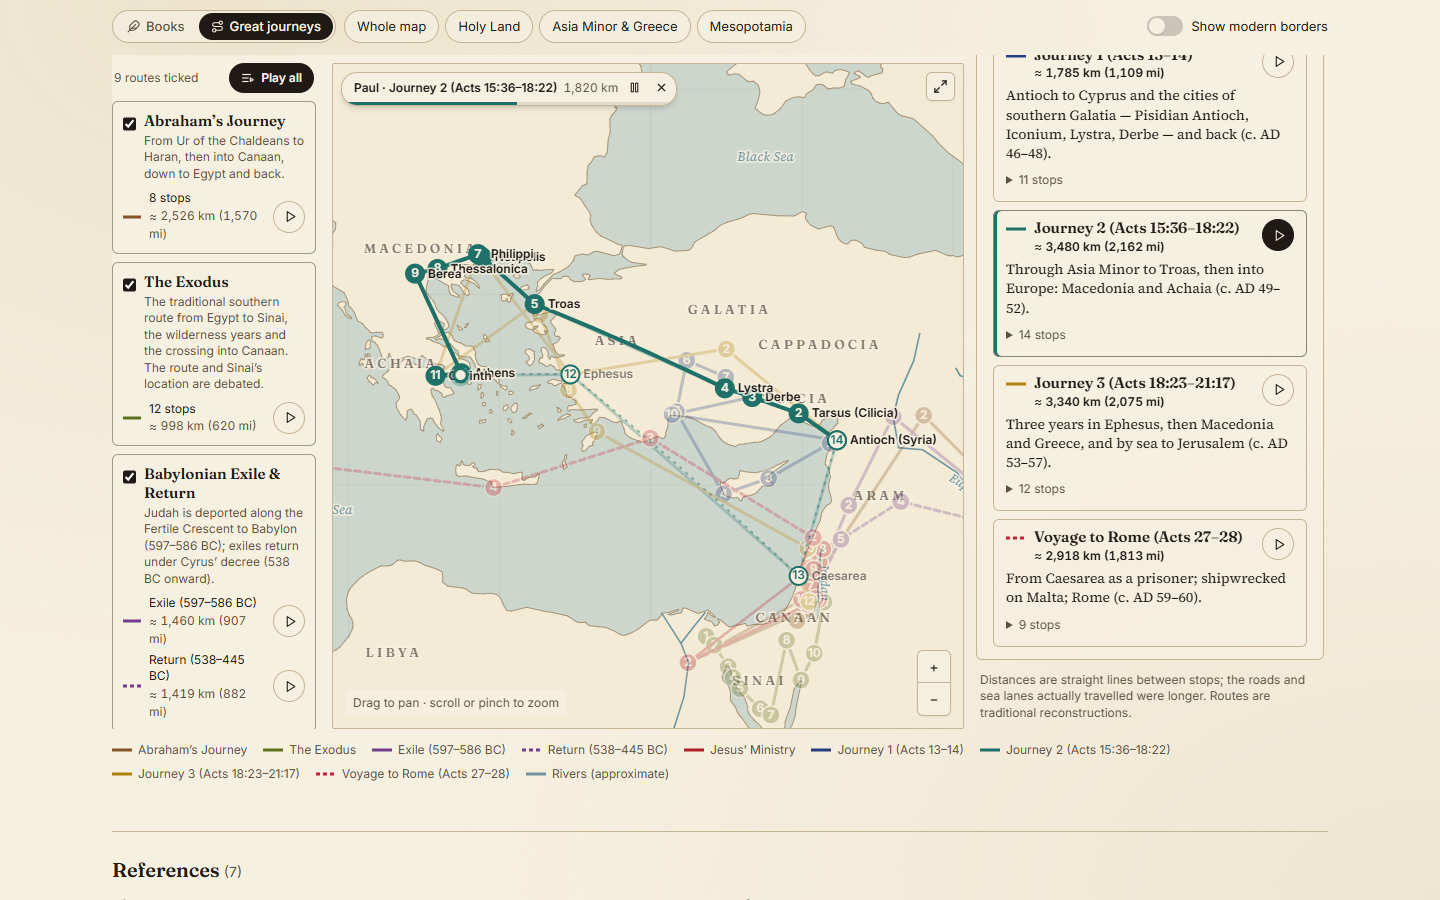 Books
Great journeys
Whole map
Holy Land
Asia Minor & Greece
Mesopotamia
Show modern borders
9 routes ticked
Play all
Abraham’s Journey
From Ur of the Chaldeans to
Haran, then into Canaan,
down to Egypt and back.
8 stops
≈ 2,526 km (1,570
mi)
The Exodus
The traditional southern
route from Egypt to Sinai,
the wilderness years and
the crossing into Canaan.
The route and Sinai’s
location are debated.
12 stops
≈ 998 km (620 mi)
Babylonian Exile &
Return
Judah is deported along the
Fertile Crescent to Babylon
(597–586 BC); exiles return
under Cyrus’ decree (538
BC onward).
Exile (597–586 BC)
≈ 1,460 km (907
mi)
Return (538–445
BC)
≈ 1,419 km (882
mi)
Paul · Journey 2 (Acts 15:36–18:22) 1,820 km
Black Sea
MACEDONIA
7 Philippi
8 Thessalonica
9 Berea
5 Troas
GALATIA
ASIA
CAPPADOCIA
ACHAIA
Athens
11
12 Ephesus
4 Lystra
3 Derbe
2 Tarsus (Cilicia)
14 Antioch (Syria)
ARAM
Sea
13 Caesarea
CANAAN
LIBYA
SINAI
Drag to pan · scroll or pinch to zoom
+
−
Journey 1 (Acts 13–14)
≈ 1,785 km (1,109 mi)
Antioch to Cyprus and the cities of
southern Galatia — Pisidian Antioch,
Iconium, Lystra, Derbe — and back (c. AD
46–48).
11 stops
Journey 2 (Acts 15:36–18:22)
≈ 3,480 km (2,162 mi)
Through Asia Minor to Troas, then into
Europe: Macedonia and Achaia (c. AD 49–
52).
14 stops
Journey 3 (Acts 18:23–21:17)
≈ 3,340 km (2,075 mi)
Three years in Ephesus, then Macedonia
and Greece, and by sea to Jerusalem (c. AD
53–57).
12 stops
Voyage to Rome (Acts 27–28)
≈ 2,918 km (1,813 mi)
From Caesarea as a prisoner; shipwrecked
on Malta; Rome (c. AD 59–60).
9 stops
Distances are straight lines between stops; the roads and
sea lanes actually travelled were longer. Routes are
traditional reconstructions.
Abraham’s Journey
The Exodus
Exile (597–586 BC)
Return (538–445 BC)
Jesus’ Ministry
Journey 1 (Acts 13–14)
Journey 2 (Acts 15:36–18:22)
Journey 3 (Acts 18:23–21:17)
Voyage to Rome (Acts 27–28)
Rivers (approximate)
References (7)